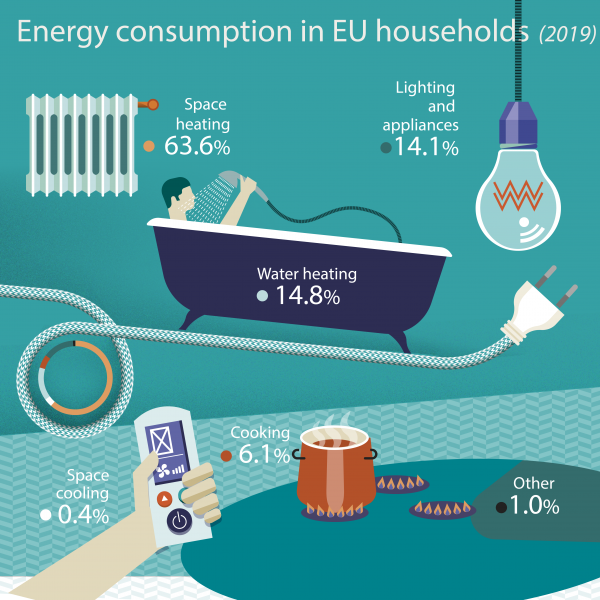 Energy consumption in EU households (2019)
Space
heating
63.6%
Lighting
and
appliances
14.1%
Water heating
14.8%
Cooking
6.1%
Space
cooling
0.4%
Other
1.0%